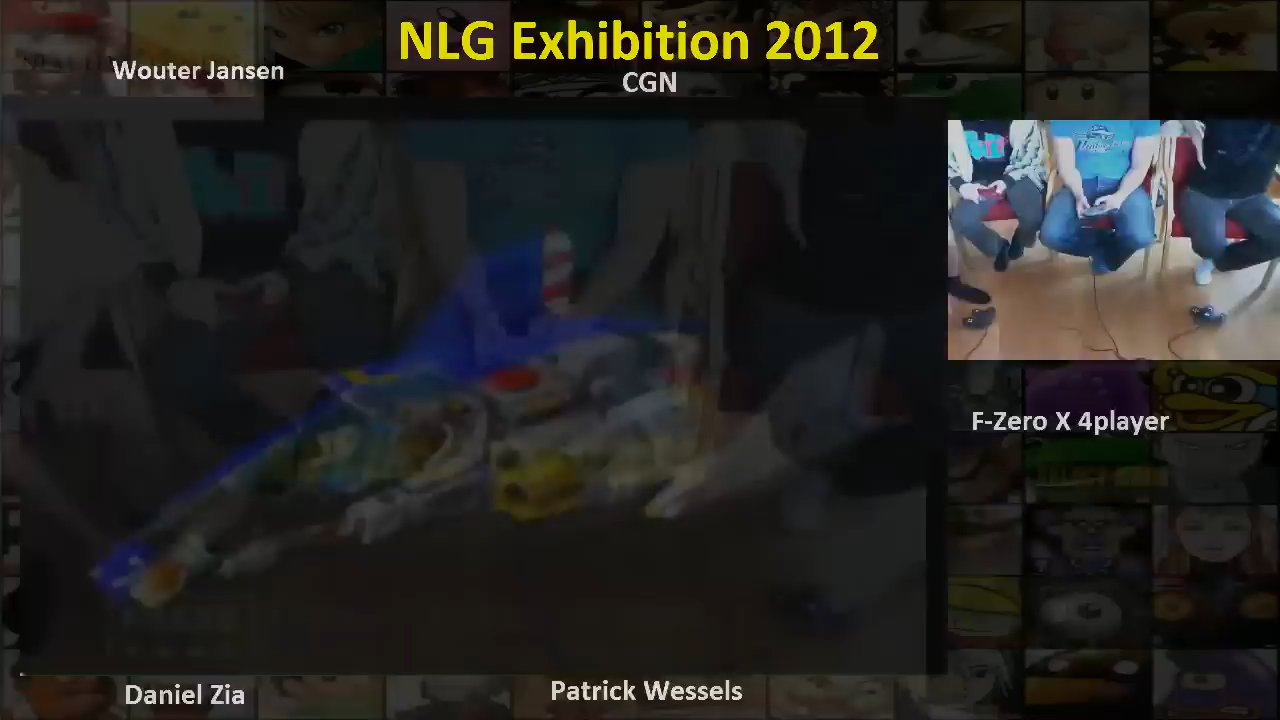 NLG Exhibition 2012
Wouter Jansen
CGN
F-Zero X 4player
Daniel Zia
Patrick Wessels